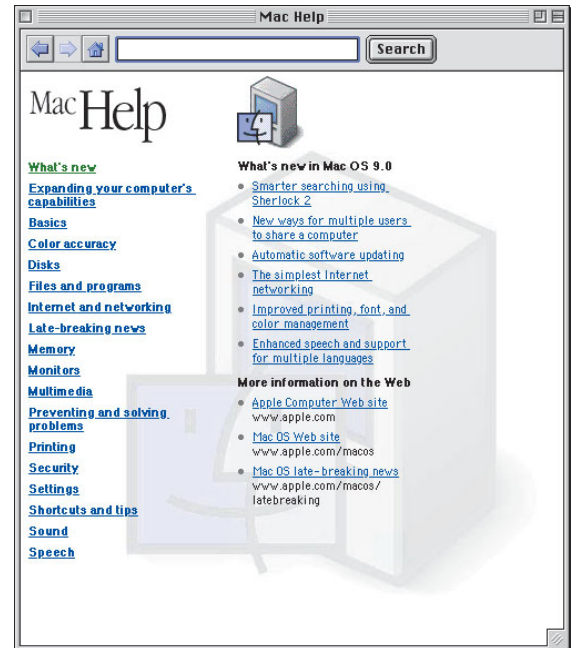 Mac Help
Search
Mac Help
What's new
Expanding your computer's
capabilities
Basics
Color accuracy
Disks
Files and programs
Internet and networking
Late-breaking news
Memory
Monitors
Multimedia
Preventing and solving
problems
Printing
Security
Settings
Shortcuts and tips
Sound
Speech
What's new in Mac OS 9.0
Smarter searching using
Sherlock 2
New ways for multiple users
to share a computer
Automatic software updating
The simplest Internet
networking
Improved printing, font, and
color management
Enhanced speech and support
for multiple languages
More information on the Web
Apple Computer Web site
www.apple.com
Mac OS Web site
www.apple.com/macos
Mac OS late-breaking news
www.apple.com/macos/
latebreaking